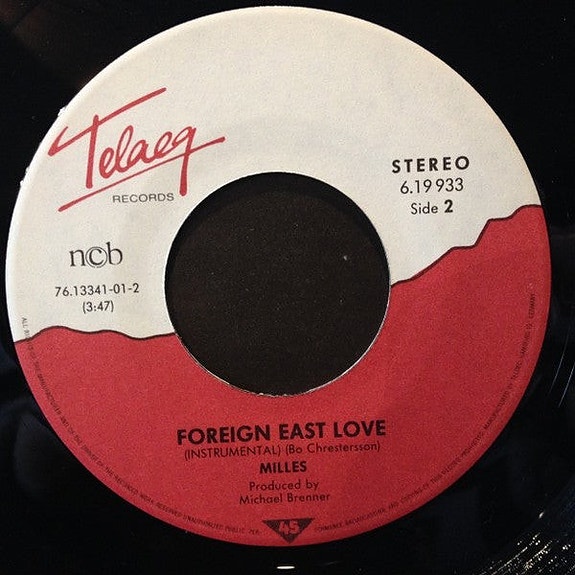 Telaeg
RECORDS
STEREO
6.19 933
Side 2
ncb
76.13341-01-2
(3:47)
FOREIGN EAST LOVE
(INSTRUMENTAL) (Bo Chrestersson)
MILLES
Produced by
Michael Brenner
45